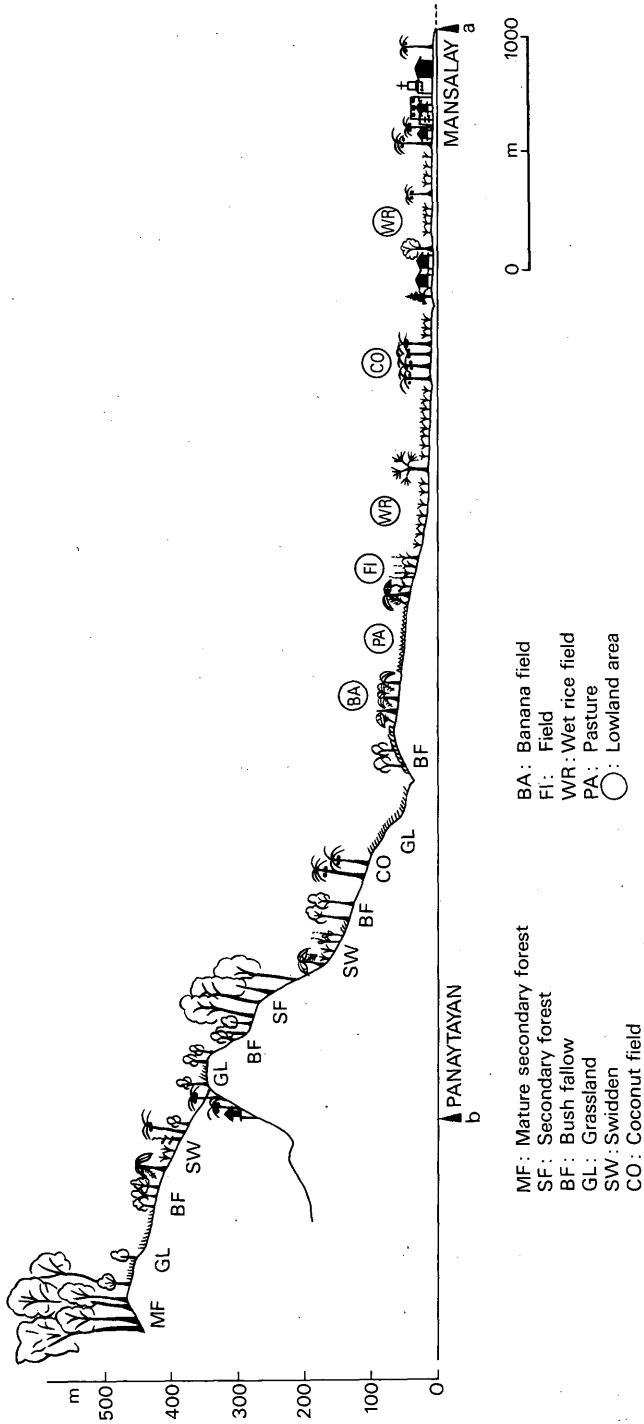 m
500
400
300
200
100
0
MF
GL
BF
SW
GL
BF
SF
SW
BF
CO
GL
BF
BA
PA
FI
WR
CO
WR
PANAYTAYAN
b
MANSALAY
a
0 m 1000
MF: Mature secondary forest
SF: Secondary forest
BF: Bush fallow
GL: Grassland
SW: Swidden
CO: Coconut field
BA: Banana field
FI: Field
WR: Wet rice field
PA: Pasture
◯: Lowland area